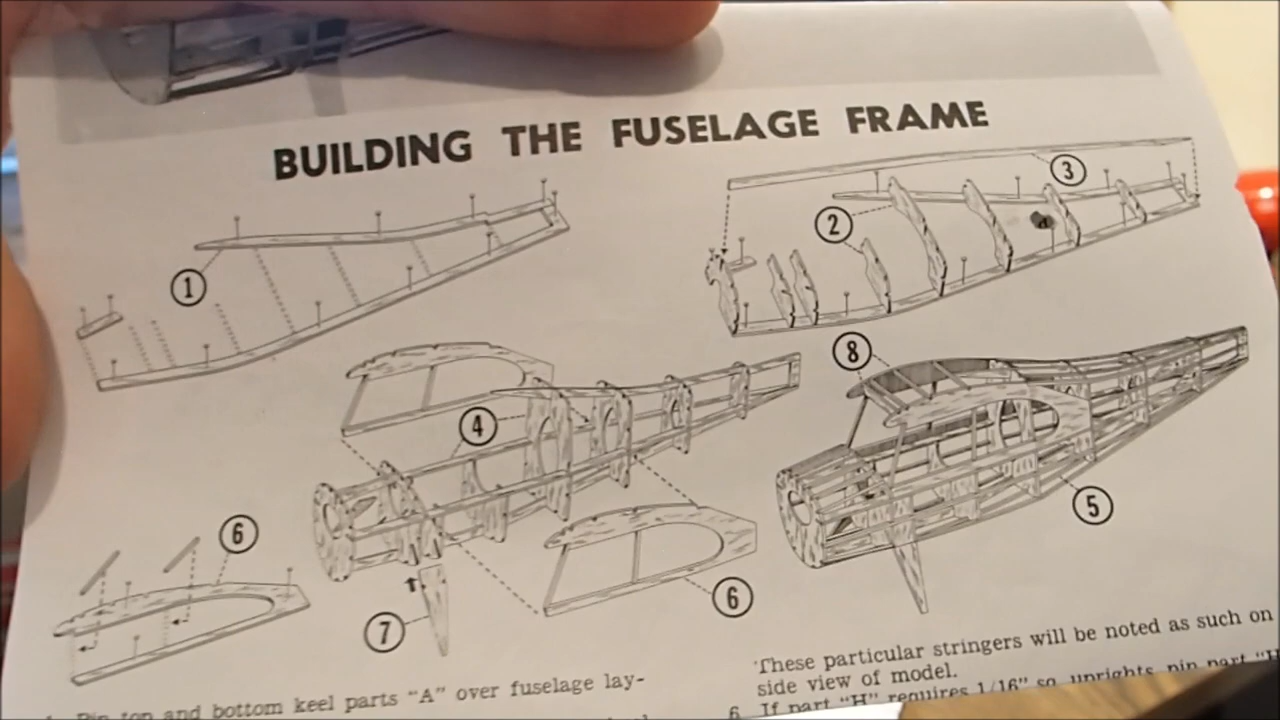 BUILDING THE FUSELAGE FRAME
1
2
3
4
8
5
6
6
7
Pin top and bottom keel parts "A" over fuselage lay-
These particular stringers will be noted as such on
side view of model.
6. If part "H" requires 1/16" sq. uprights, pin part "H